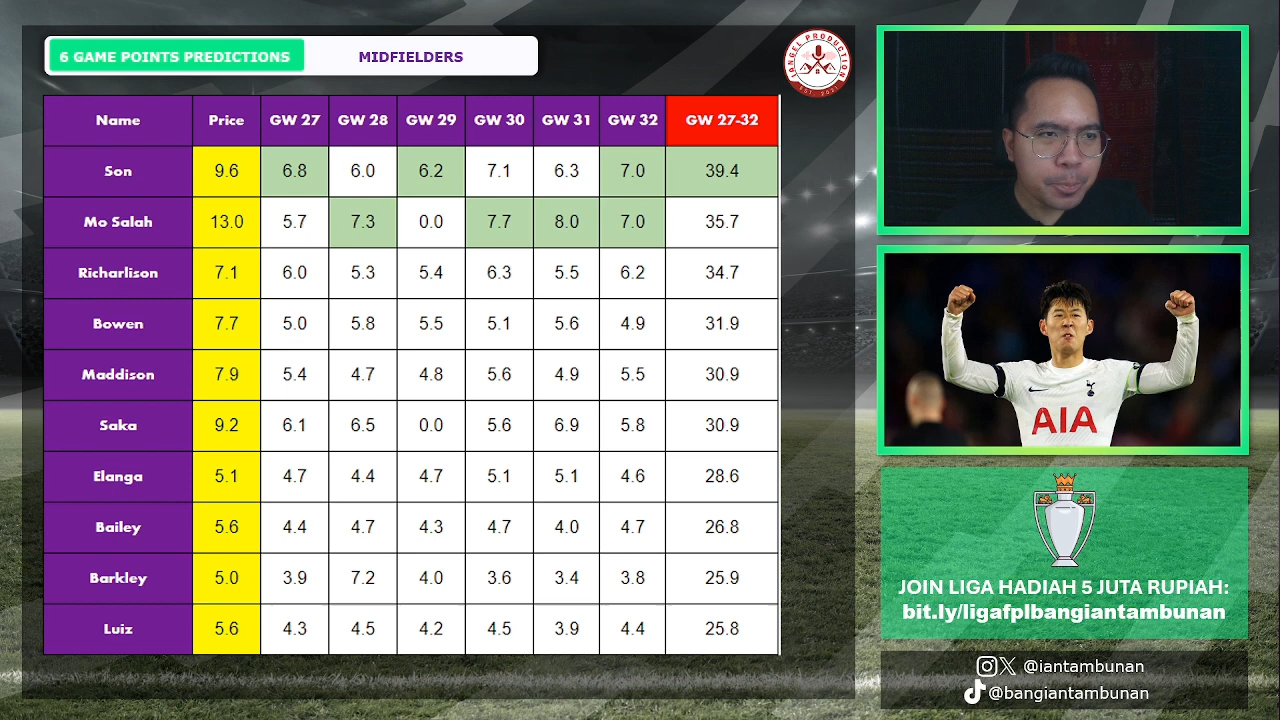 6 GAME POINTS PREDICTIONS MIDFIELDERS
IANGEL PRODUCTION
EST. 2021
Name Price GW 27 GW 28 GW 29 GW 30 GW 31 GW 32 GW 27-32
Son 9.6 6.8 6.0 6.2 7.1 6.3 7.0 39.4
Mo Salah 13.0 5.7 7.3 0.0 7.7 8.0 7.0 35.7
Richarlison 7.1 6.0 5.3 5.4 6.3 5.5 6.2 34.7
Bowen 7.7 5.0 5.8 5.5 5.1 5.6 4.9 31.9
Maddison 7.9 5.4 4.7 4.8 5.6 4.9 5.5 30.9
Saka 9.2 6.1 6.5 0.0 5.6 6.9 5.8 30.9
Elanga 5.1 4.7 4.4 4.7 5.1 5.1 4.6 28.6
Bailey 5.6 4.4 4.7 4.3 4.7 4.0 4.7 26.8
Barkley 5.0 3.9 7.2 4.0 3.6 3.4 3.8 25.9
Luiz 5.6 4.3 4.5 4.2 4.5 3.9 4.4 25.8
AIA
JOIN LIGA HADIAH 5 JUTA RUPIAH:
bit.ly/ligafplbangiantambunan
@iantambunan
@bangiantambunan